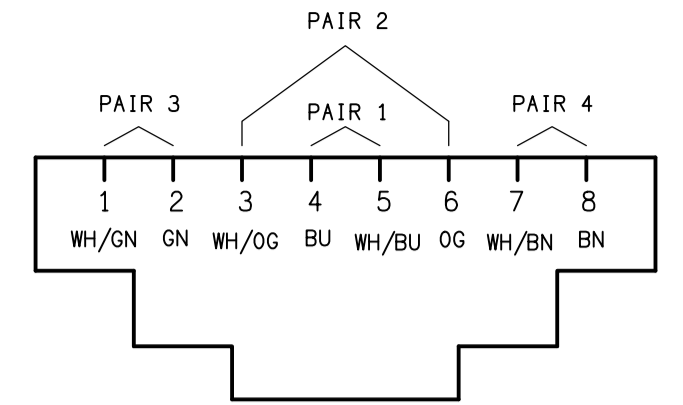 PAIR 2
PAIR 3 PAIR 1 PAIR 4
1 2 3 4 5 6 7 8
WH/GN GN WH/OG BU WH/BU OG WH/BN BN